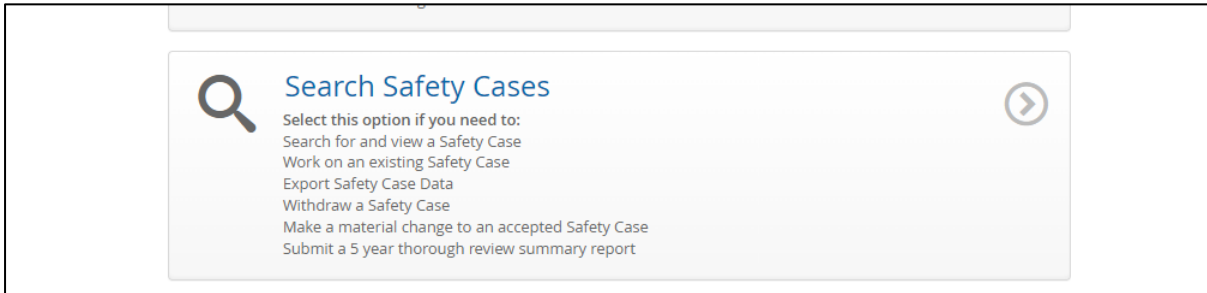 Search Safety Cases
Select this option if you need to:
Search for and view a Safety Case
Work on an existing Safety Case
Export Safety Case Data
Withdraw a Safety Case
Make a material change to an accepted Safety Case
Submit a 5 year thorough review summary report